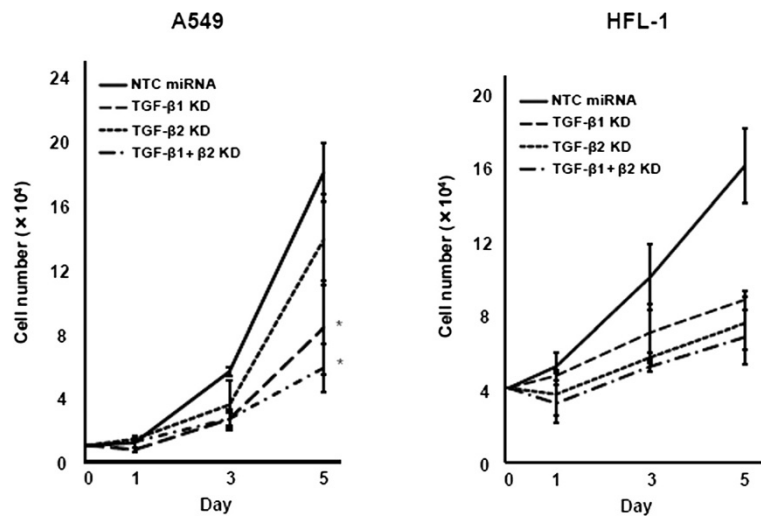 A549
NTC miRNA
TGF-β1 KD
TGF-β2 KD
TGF-β1+ β2 KD
Cell number (×10⁴)
24
20
16
12
8
4
0
*
*
0 1 3 5
Day
HFL-1
NTC miRNA
TGF-β1 KD
TGF-β2 KD
TGF-β1+ β2 KD
Cell number (×10⁴)
20
16
12
8
4
0
0 1 3 5
Day